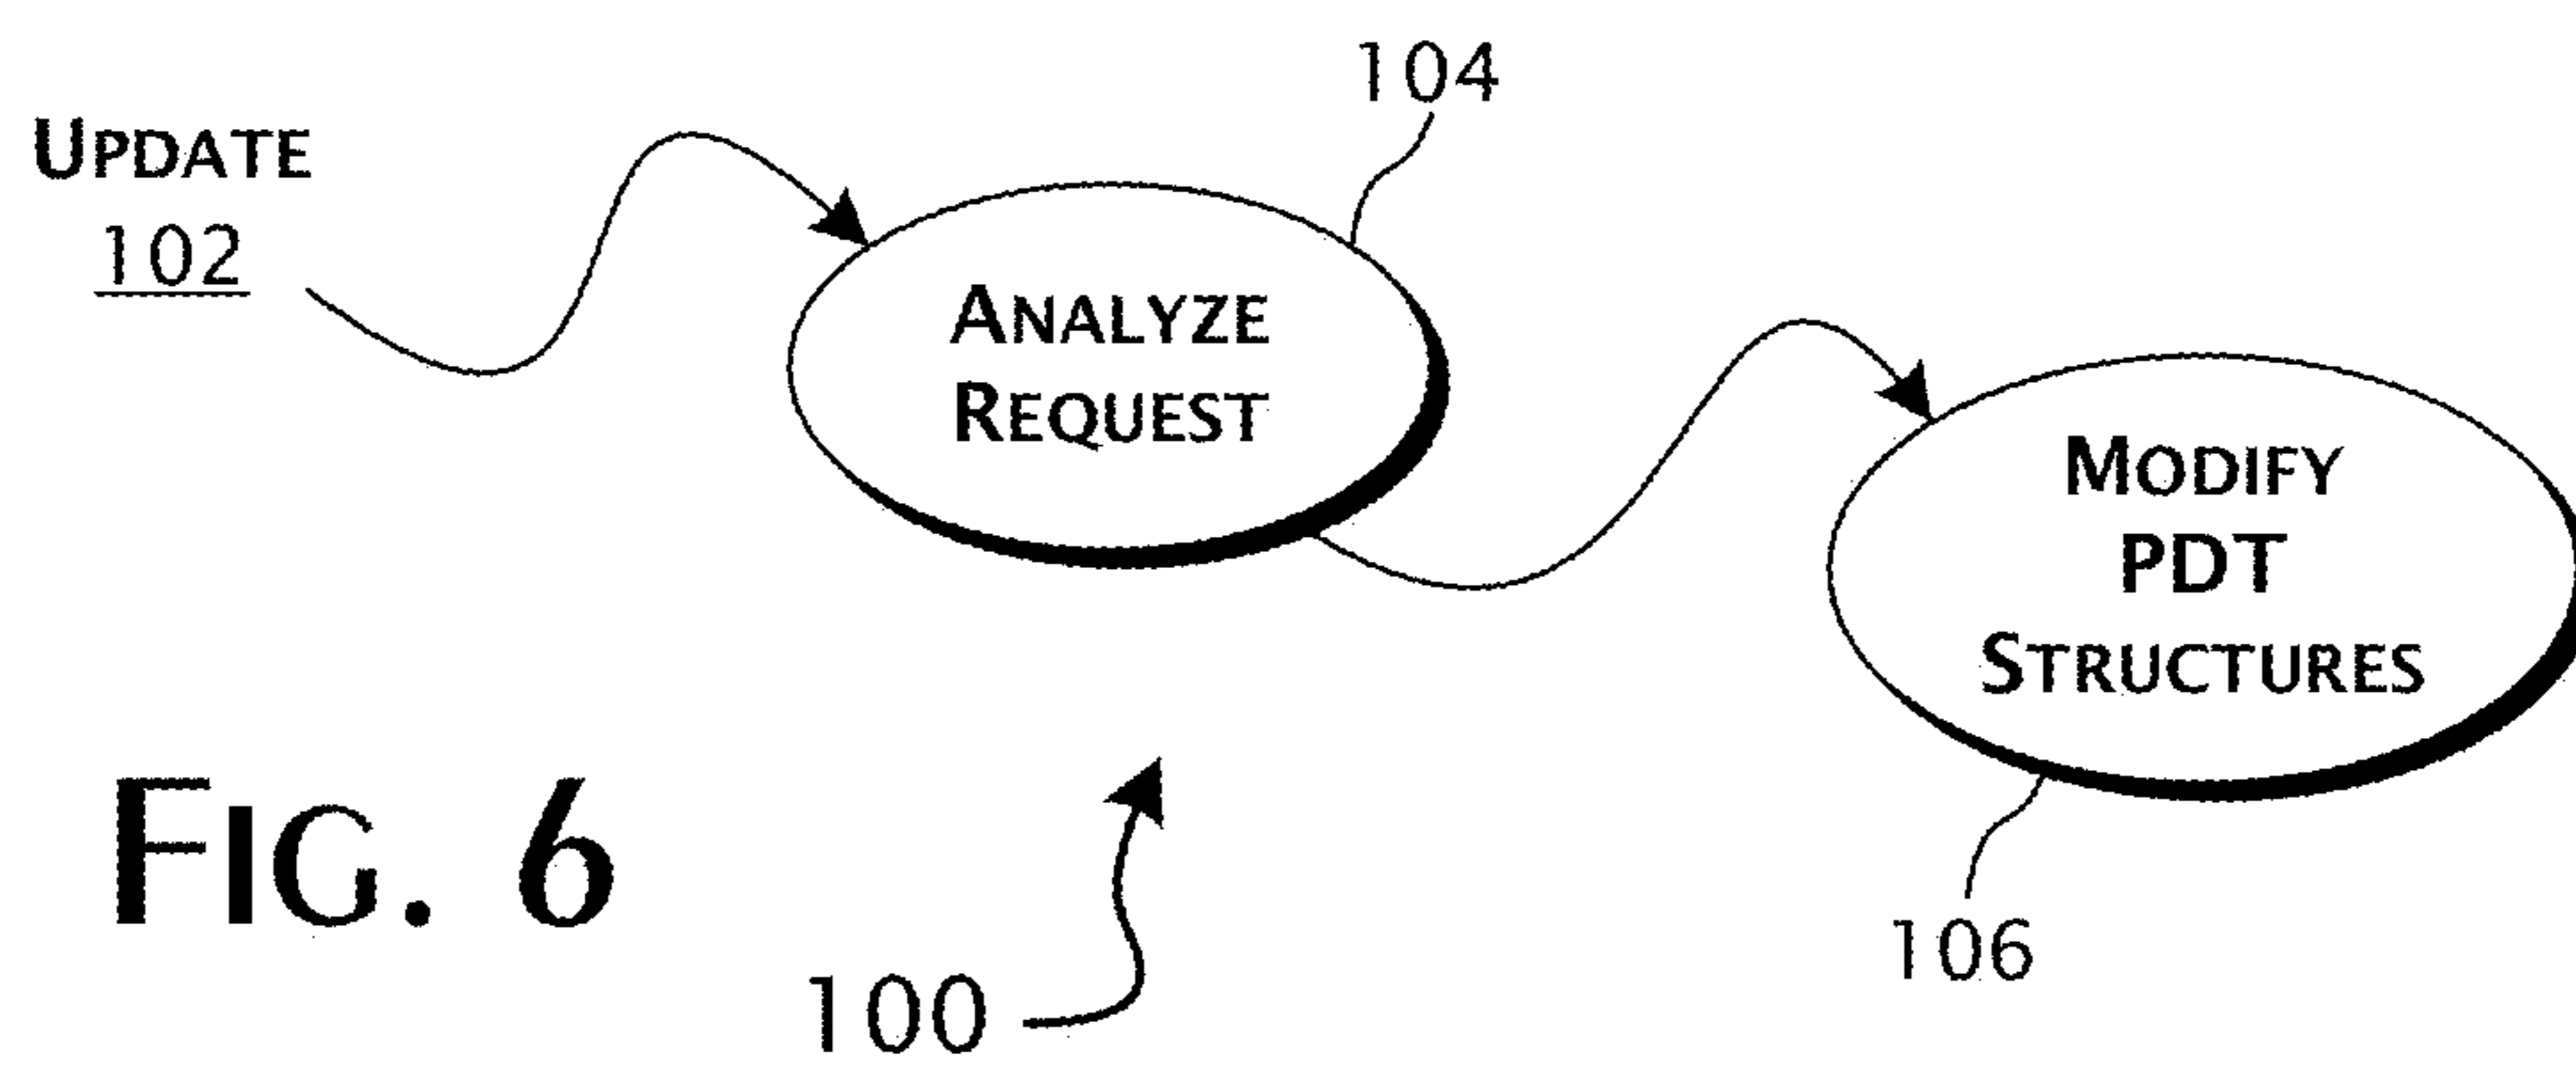 104
UPDATE
102
ANALYZE
REQUEST
MODIFY
PDT
STRUCTURES
FIG. 6
106
100